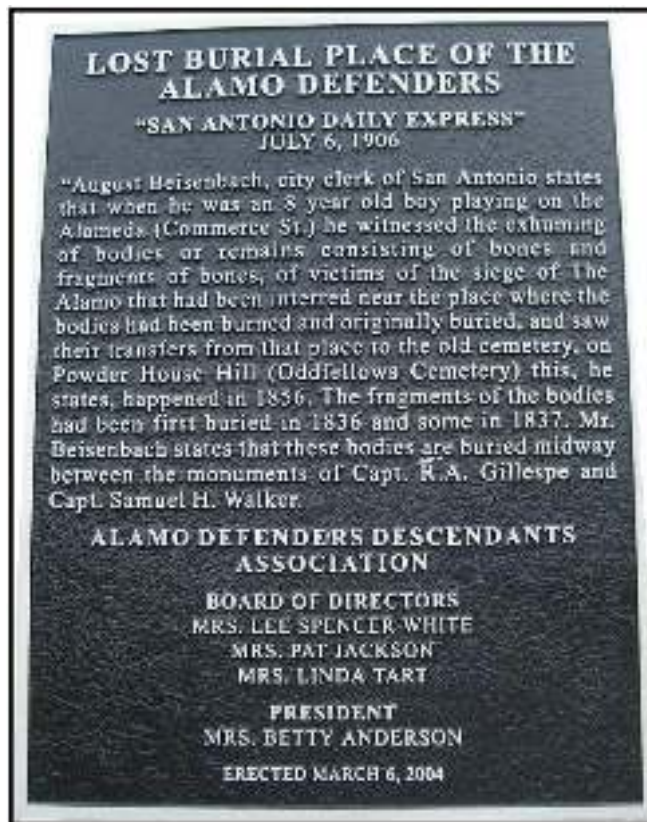 LOST BURIAL PLACE OF THE
ALAMO DEFENDERS
"SAN ANTONIO DAILY EXPRESS"
JULY 6, 1906
"August Beisenbach, city clerk of San Antonio states
that when he was an 8 year old boy playing on the
Alameda (Commerce St.) he witnessed the exhuming
of bodies or remains consisting of bones and
fragments of bones, of victims of the siege of The
Alamo that had been interred near the place where the
bodies had been burned and originally buried, and saw
their transfers from that place to the old cemetery, on
Powder House Hill (Oddfellows Cemetery) this, he
states, happened in 1856. The fragments of the bodies
had been first buried in 1836 and some in 1837. Mr.
Beisenbach states that these bodies are buried midway
between the monuments of Capt. R.A. Gillespe and
Capt. Samuel H. Walker.
ALAMO DEFENDERS DESCENDANTS
ASSOCIATION
BOARD OF DIRECTORS
MRS. LEE SPENCER WHITE
MRS. PAT JACKSON
MRS. LINDA TART
PRESIDENT
MRS. BETTY ANDERSON
ERECTED MARCH 6, 2004